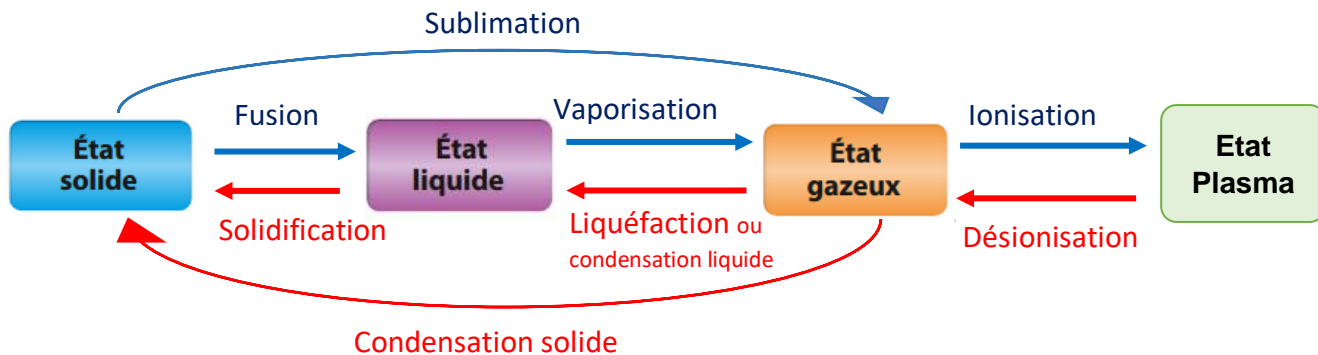 Sublimation
Fusion
Vaporisation
Ionisation
État
solide
État
liquide
État
gazeux
Etat
Plasma
Solidification
Liquéfaction ou
condensation liquide
Désionisation
Condensation solide